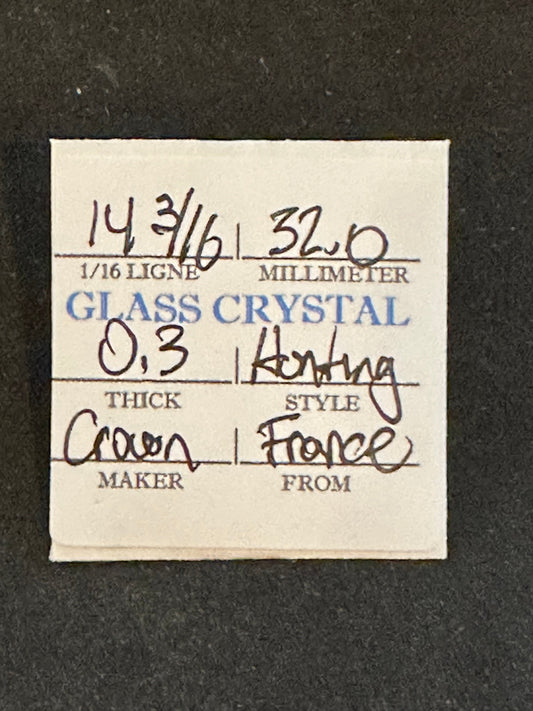 14 3/16 | 32.0
1/16 LIGNE MILLIMETER
GLASS CRYSTAL
0.3 | Hunting
THICK STYLE
Crown | France
MAKER FROM